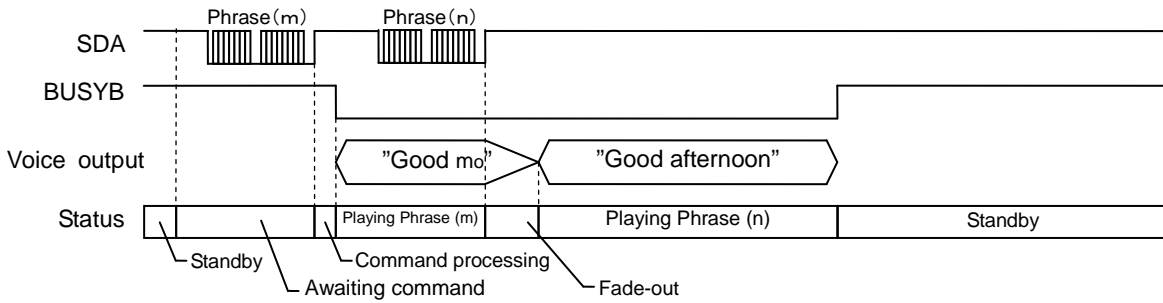 Phrase（m） Phrase（n）
SDA
BUSYB
Voice output "Good mo" "Good afternoon"
Status Playing Phrase (m) Playing Phrase (n) Standby
Standby Command processing
Awaiting command Fade-out